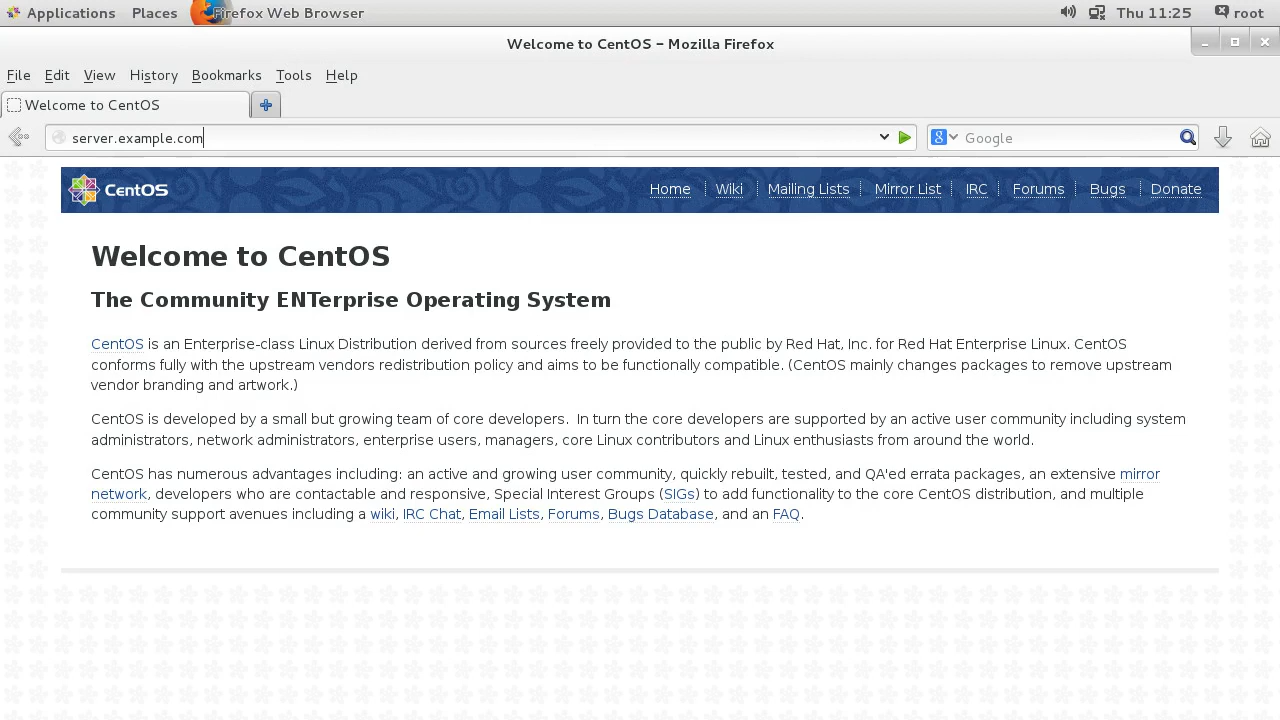 Applications Places Firefox Web Browser Thu 11:25 root
Welcome to CentOS – Mozilla Firefox
File Edit View History Bookmarks Tools Help
Welcome to CentOS
server.example.com 8 Google
CentOS Home Wiki Mailing Lists Mirror List IRC Forums Bugs Donate
Welcome to CentOS
The Community ENTerprise Operating System
CentOS is an Enterprise-class Linux Distribution derived from sources freely provided to the public by Red Hat, Inc. for Red Hat Enterprise Linux. CentOS
conforms fully with the upstream vendors redistribution policy and aims to be functionally compatible. (CentOS mainly changes packages to remove upstream
vendor branding and artwork.)
CentOS is developed by a small but growing team of core developers.  In turn the core developers are supported by an active user community including system
administrators, network administrators, enterprise users, managers, core Linux contributors and Linux enthusiasts from around the world.
CentOS has numerous advantages including: an active and growing user community, quickly rebuilt, tested, and QA'ed errata packages, an extensive mirror
network, developers who are contactable and responsive, Special Interest Groups (SIGs) to add functionality to the core CentOS distribution, and multiple
community support avenues including a wiki, IRC Chat, Email Lists, Forums, Bugs Database, and an FAQ.